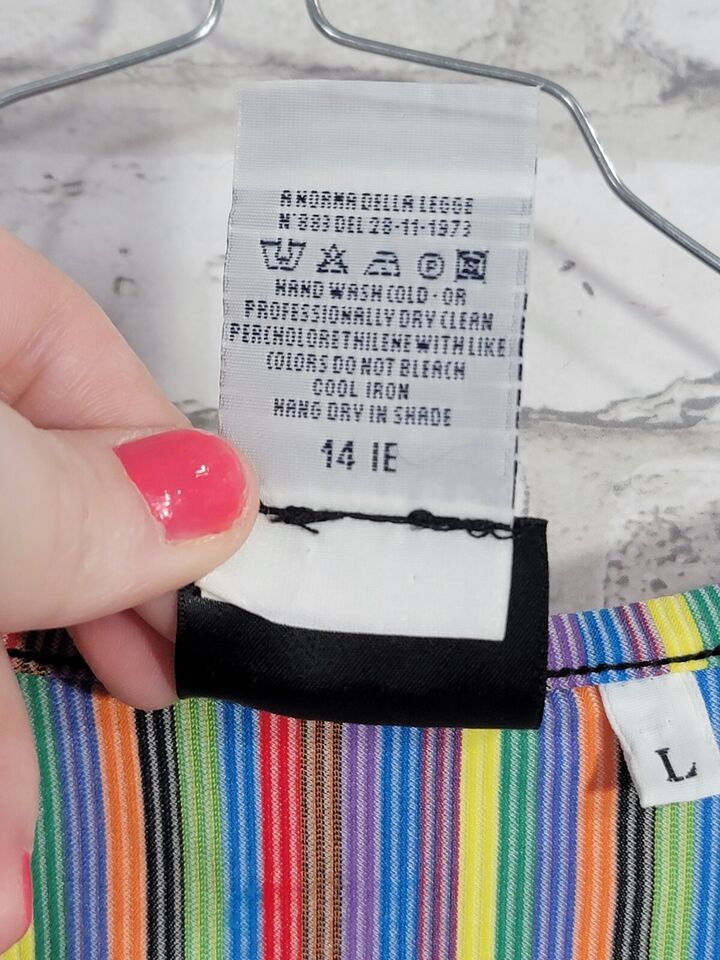 A NORMA DELLA LEGGE
N°883 DEL 28-11-1973
HAND WASH COLD - OR
PROFESSIONALLY DRY CLEAN
PERCHOLORETHILENE WITH LIKE
COLORS DO NOT BLEACH
COOL IRON
HANG DRY IN SHADE
14 IE
L